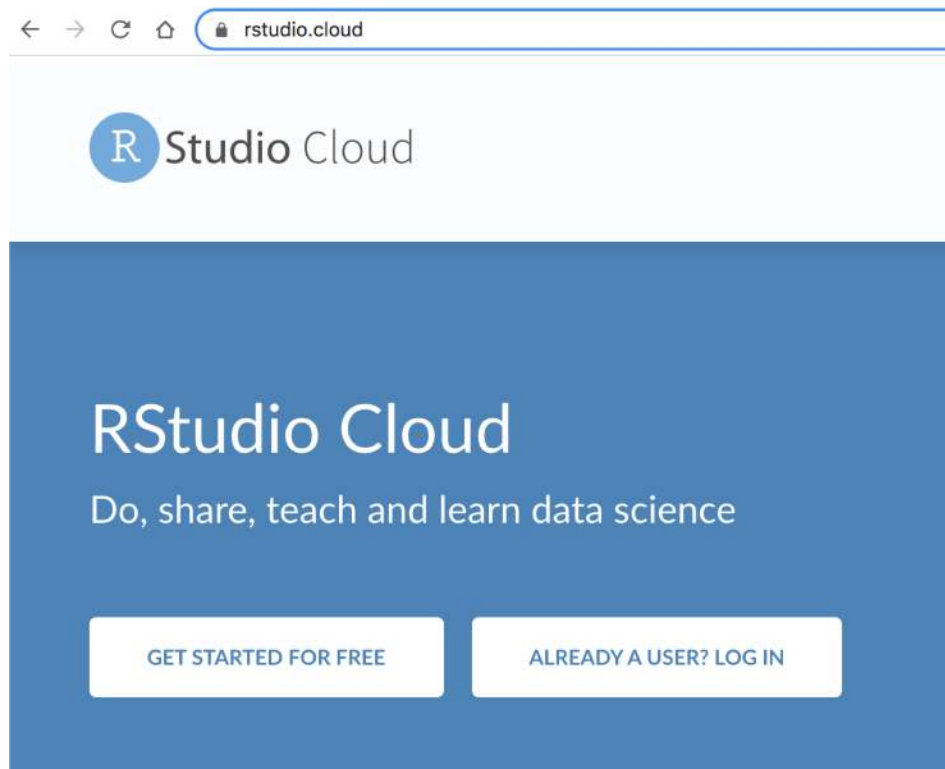 rstudio.cloud
R Studio Cloud
RStudio Cloud
Do, share, teach and learn data science
GET STARTED FOR FREE ALREADY A USER? LOG IN